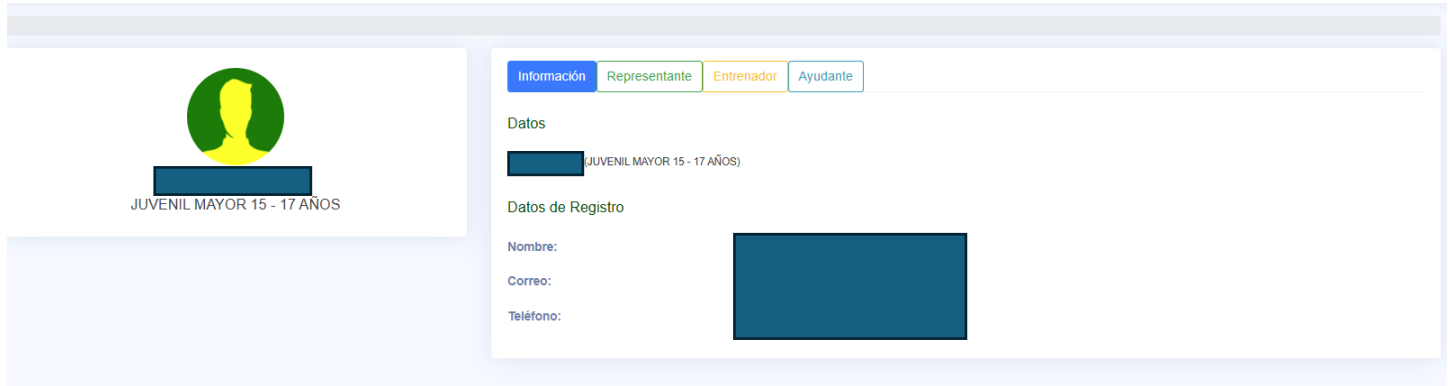 JUVENIL MAYOR 15 - 17 AÑOS
Información Representante Entrenador Ayudante
Datos
(JUVENIL MAYOR 15 - 17 AÑOS)
Datos de Registro
Nombre:
Correo:
Teléfono: